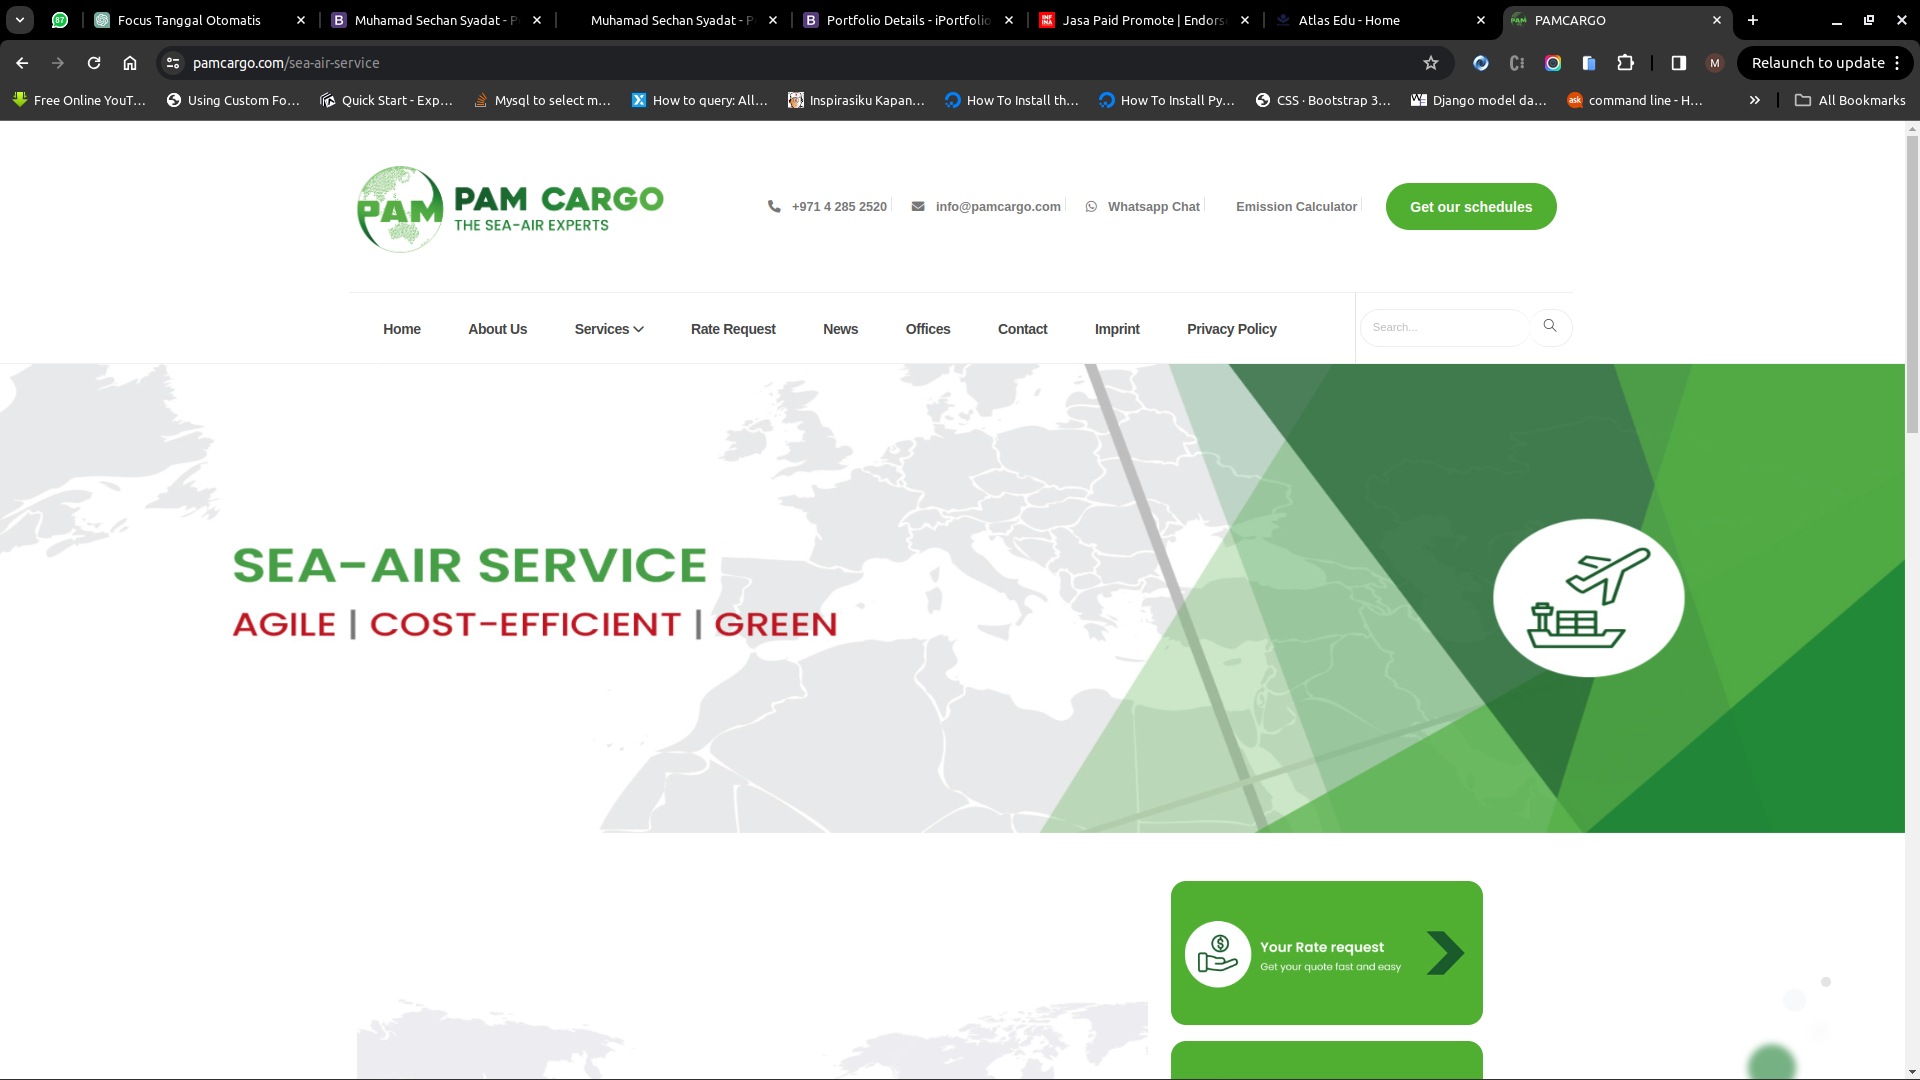 Focus Tanggal Otomatis
Muhamad Sechan Syadat - P
Muhamad Sechan Syadat - P
Portfolio Details - iPortfolio
Jasa Paid Promote | Endorse
Atlas Edu - Home
PAMCARGO
pamcargo.com/sea-air-service
M
Relaunch to update
Free Online YouT...
Using Custom Fo...
Quick Start - Exp...
Mysql to select m...
How to query: All...
Inspirasiku Kapan...
How To Install th...
How To Install Py...
CSS · Bootstrap 3...
Django model da...
command line - H...
All Bookmarks
PAM
PAM CARGO
THE SEA-AIR EXPERTS
+971 4 285 2520
info@pamcargo.com
Whatsapp Chat
Emission Calculator
Get our schedules
Home
About Us
Services
Rate Request
News
Offices
Contact
Imprint
Privacy Policy
Search...
SEA-AIR SERVICE
AGILE | COST-EFFICIENT | GREEN
Your Rate request
Get your quote fast and easy